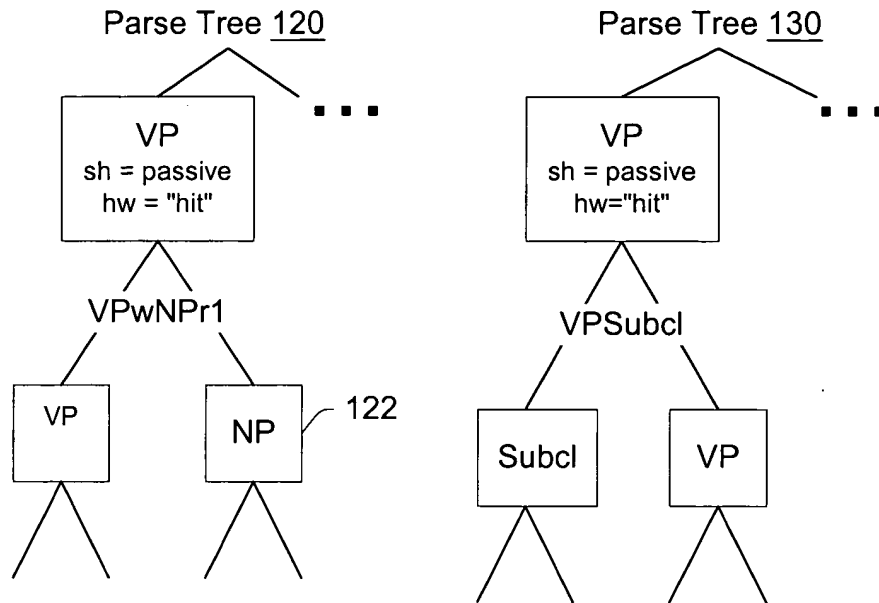 Parse Tree 120
VP
sh = passive
hw = "hit"
VPwNPr1
VP
NP
122
Parse Tree 130
VP
sh = passive
hw="hit"
VPSubcl
Subcl
VP